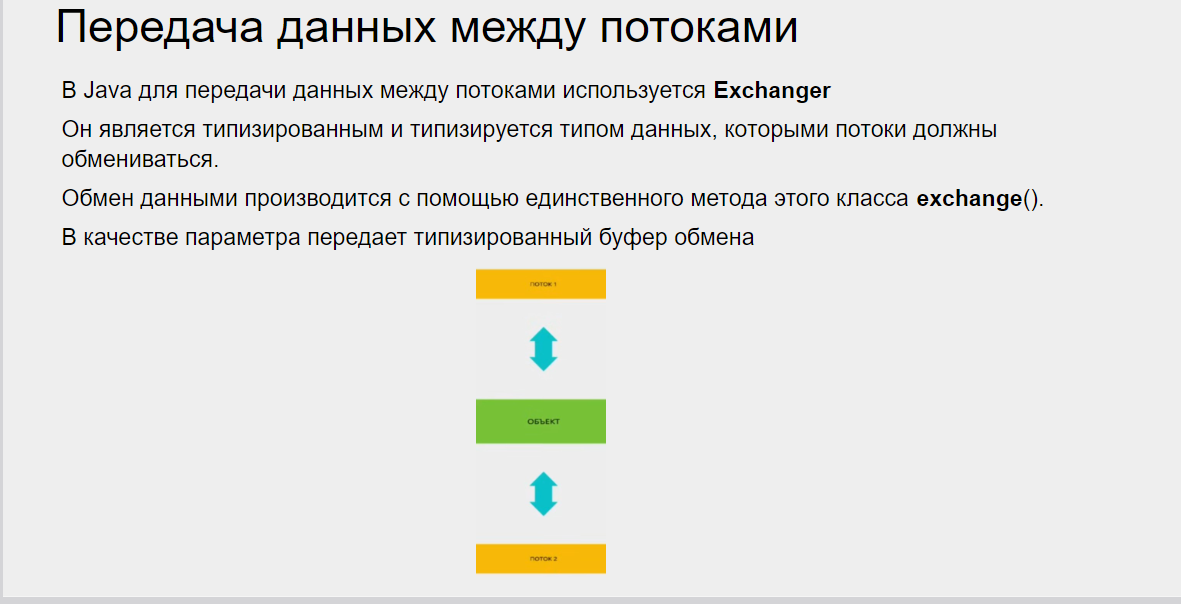 Передача данных между потоками
В Java для передачи данных между потоками используется Exchanger
Он является типизированным и типизируется типом данных, которыми потоки должны
обмениваться.
Обмен данными производится с помощью единственного метода этого класса exchange().
В качестве параметра передает типизированный буфер обмена
ПОТОК 1
ОБЪЕКТ
ПОТОК 2